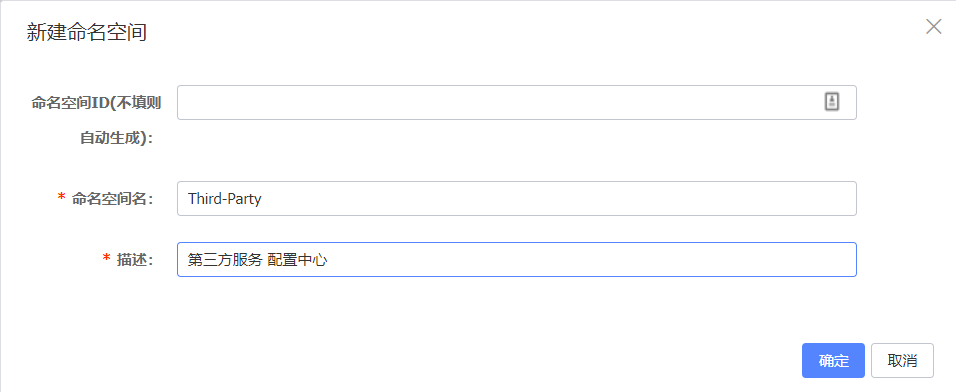 新建命名空间
命名空间ID(不填则
自动生成)：
* 命名空间名： Third-Party
* 描述： 第三方服务 配置中心
确定 取消